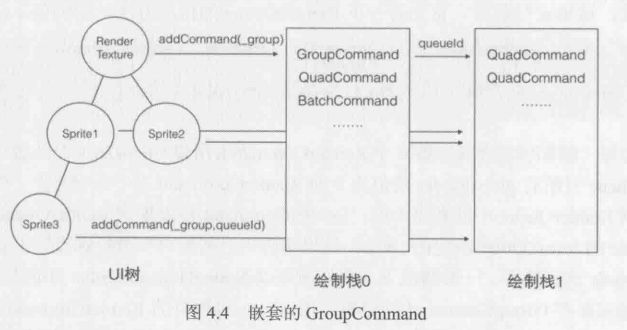 Render
Texture
addCommand(_group)
GroupCommand
QuadCommand
BatchCommand
……
queueId
QuadCommand
QuadCommand
……
Sprite1
Sprite2
Sprite3
addCommand(_group,queueId)
UI树
绘制栈0
绘制栈1
图 4.4 嵌套的 GroupCommand